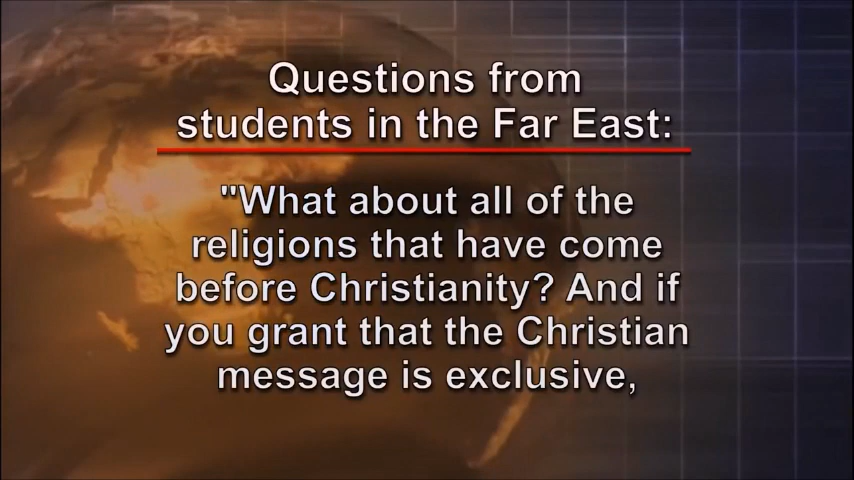 Questions from
students in the Far East:
"What about all of the
religions that have come
before Christianity? And if
you grant that the Christian
message is exclusive,